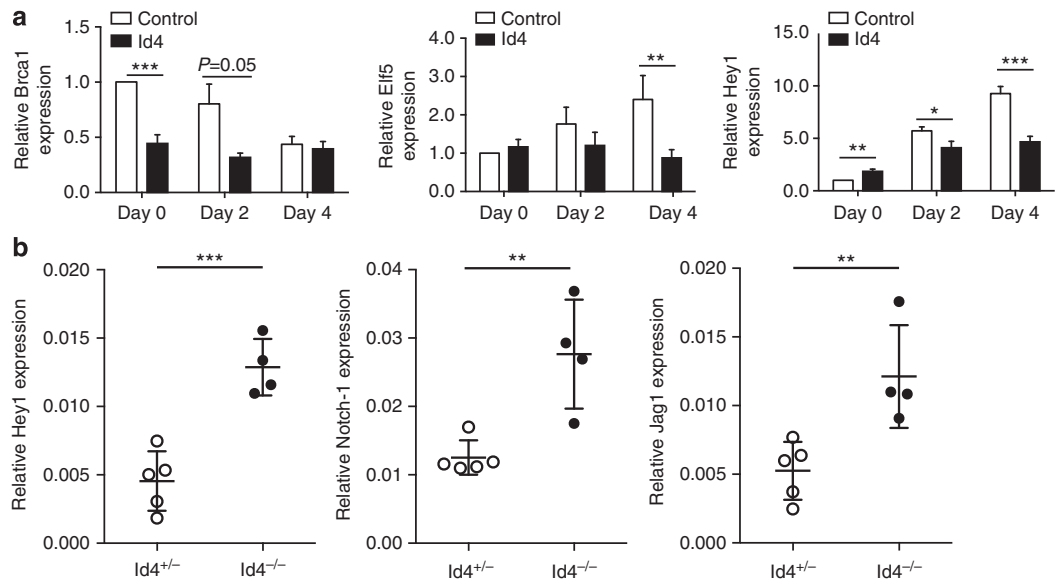 a
Control
Id4
Relative Brca1
expression
1.5
1.0
0.5
0.0
***
P=0.05
Day 0 Day 2 Day 4
Control
Id4
Relative Elf5
expression
6.0
4.0
2.0
0.0
**
Day 0 Day 2 Day 4
Control
Id4
Relative Hey1
expression
15.0
10.0
5.0
0.0
**
*
***
Day 0 Day 2 Day 4
b
Relative Hey1 expression
0.020
0.015
0.010
0.005
0.000
***
Id4+/– Id4–/–
Relative Notch-1 expression
0.04
0.03
0.02
0.01
0.00
**
Id4+/– Id4–/–
Relative Jag1 expression
0.020
0.015
0.010
0.005
0.000
**
Id4+/– Id4–/–